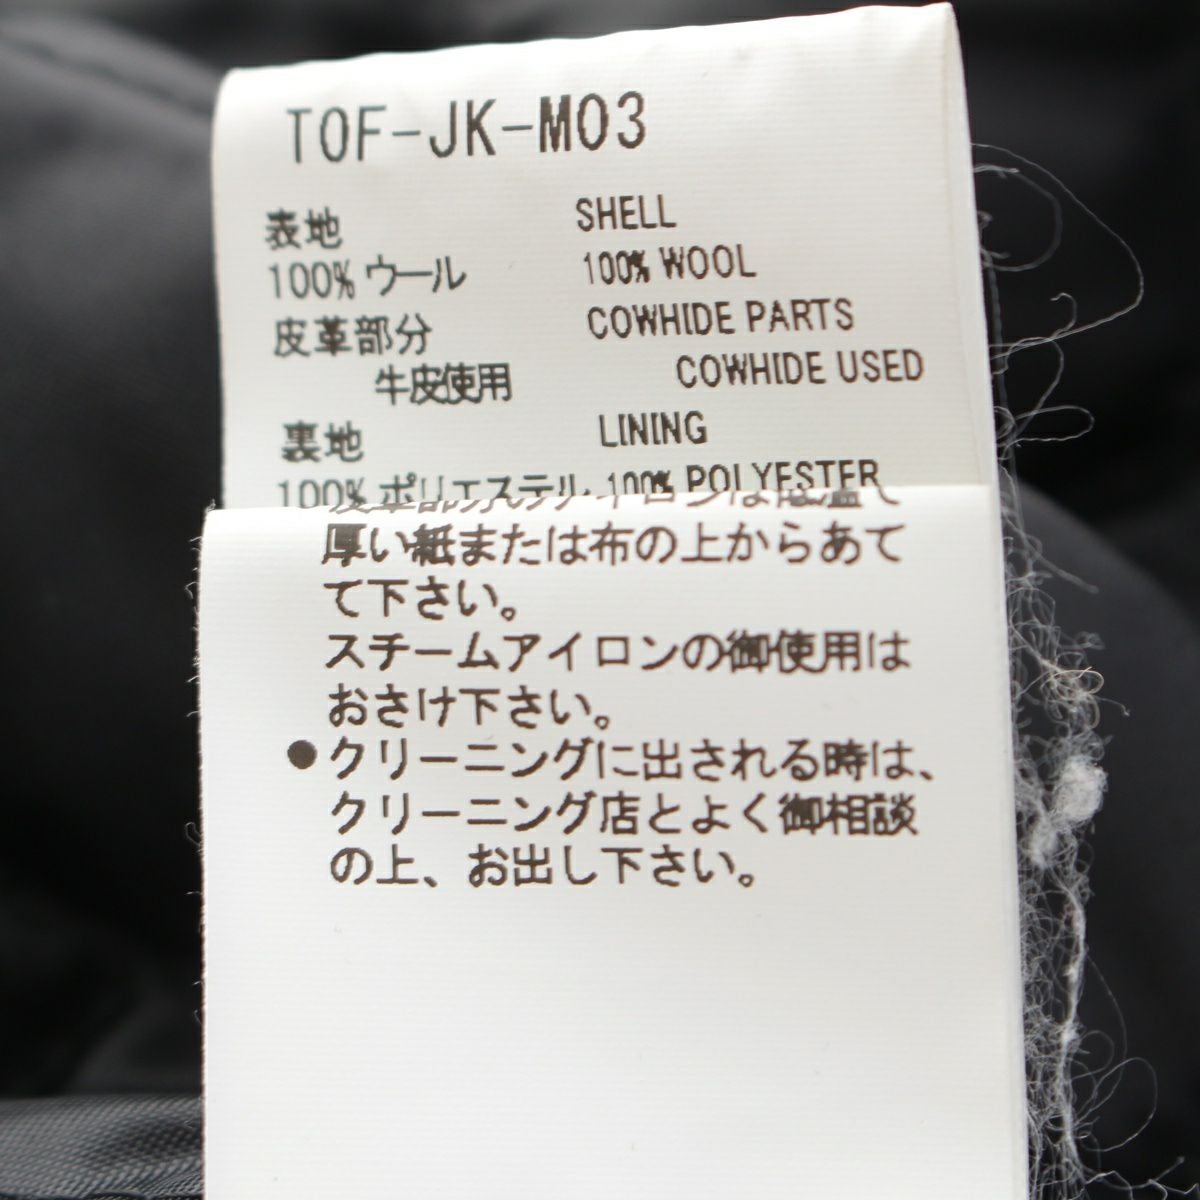 TOF-JK-M03
表地 SHELL
100% ウール 100% WOOL
皮革部分 COWHIDE PARTS
牛皮使用 COWHIDE USED
裏地 LINING
100% ポリエステル 100% POLYESTER
厚い紙または布の上からあて
て下さい。
スチームアイロンの御使用は
おさけ下さい。
●クリーニングに出される時は、
クリーニング店とよく御相談
の上、お出し下さい。